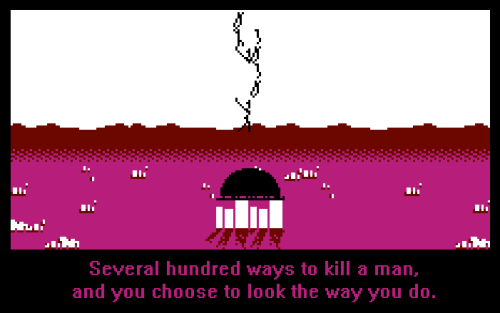 Several hundred ways to kill a man,
and you choose to look the way you do.